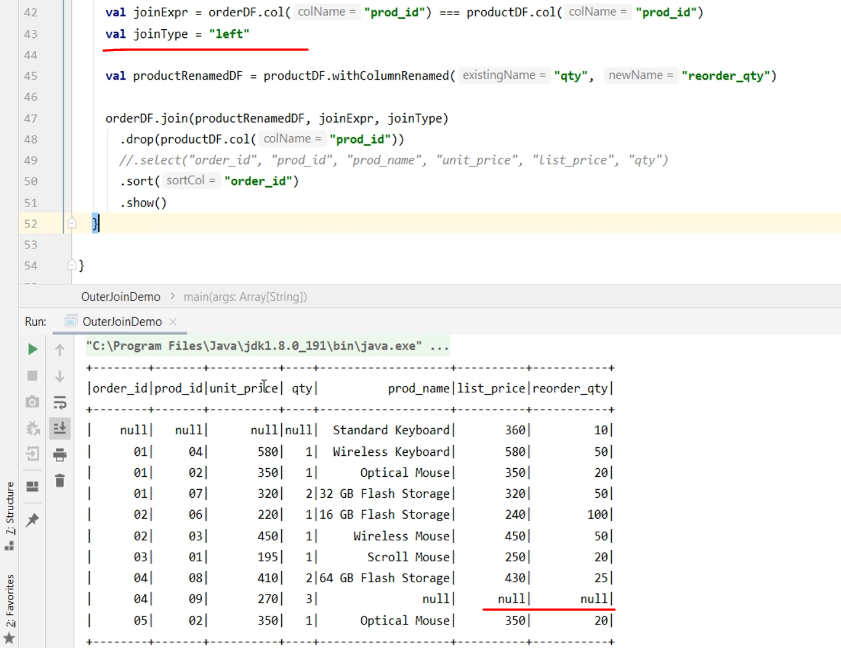 42 val joinExpr = orderDF.col( colName = "prod_id") === productDF.col( colName = "prod_id")
43 val joinType = "left"
44
45 val productRenamedDF = productDF.withColumnRenamed( existingName = "qty", newName = "reorder_qty")
46
47 orderDF.join(productRenamedDF, joinExpr, joinType)
48 .drop(productDF.col( colName = "prod_id"))
49 //.select("order_id", "prod_id", "prod_name", "unit_price", "list_price", "qty")
50 .sort( sortCol = "order_id")
51 .show()
52 }
53
54 }
OuterJoinDemo > main(args: Array[String])
Run: OuterJoinDemo ×
"C:\Program Files\Java\jdk1.8.0_191\bin\java.exe" ...
+--------+-------+----------+----+----------------+----------+-----------+
|order_id|prod_id|unit_price| qty| prod_name|list_price|reorder_qty|
+--------+-------+----------+----+----------------+----------+-----------+
| null| null| null|null| Standard Keyboard| 360| 10|
| 01| 04| 580| 1| Wireless Keyboard| 580| 50|
| 01| 02| 350| 1| Optical Mouse| 350| 20|
| 01| 07| 320| 2|32 GB Flash Storage| 320| 50|
| 02| 06| 220| 1|16 GB Flash Storage| 240| 100|
| 02| 03| 450| 1| Wireless Mouse| 450| 50|
| 03| 01| 195| 1| Scroll Mouse| 250| 20|
| 04| 08| 410| 2|64 GB Flash Storage| 430| 25|
| 04| 09| 270| 3| null| null| null|
| 05| 02| 350| 1| Optical Mouse| 350| 20|
+--------+-------+----------+----+----------------+----------+-----------+
7: Structure
2: Favorites